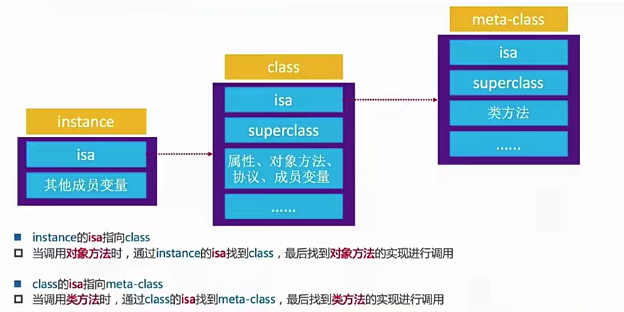 instance
isa
其他成员变量
class
isa
superclass
属性、对象方法、
协议、成员变量
......
meta-class
isa
superclass
类方法
......
instance的isa指向class
当调用对象方法时，通过instance的isa找到class，最后找到对象方法的实现进行调用
class的isa指向meta-class
当调用类方法时，通过class的isa找到meta-class，最后找到类方法的实现进行调用